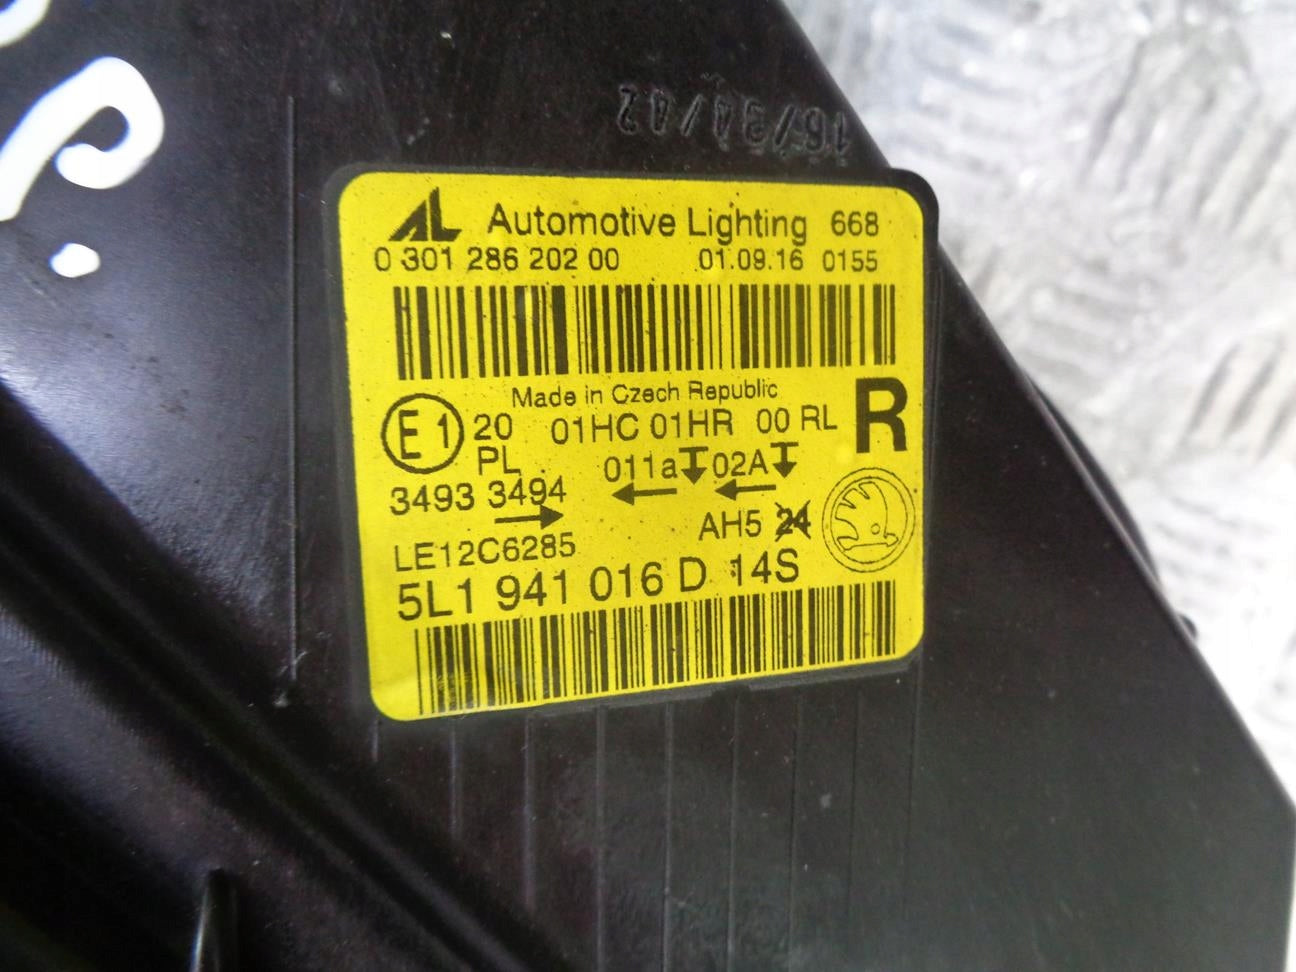 16/34/42
AL Automotive Lighting 668
0 301 286 202 00 01.09.16 0155
Made in Czech Republic
E1 20 01HC 01HR 00 RL R
PL 011a 02A
3493 3494
AH5 24
LE12C6285
5L1 941 016 D 14S